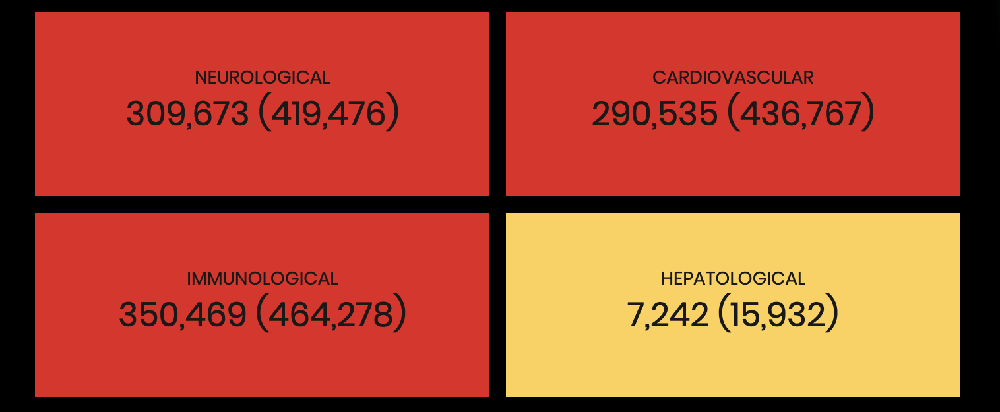 NEUROLOGICAL
309,673 (419,476)
CARDIOVASCULAR
290,535 (436,767)
IMMUNOLOGICAL
350,469 (464,278)
HEPATOLOGICAL
7,242 (15,932)